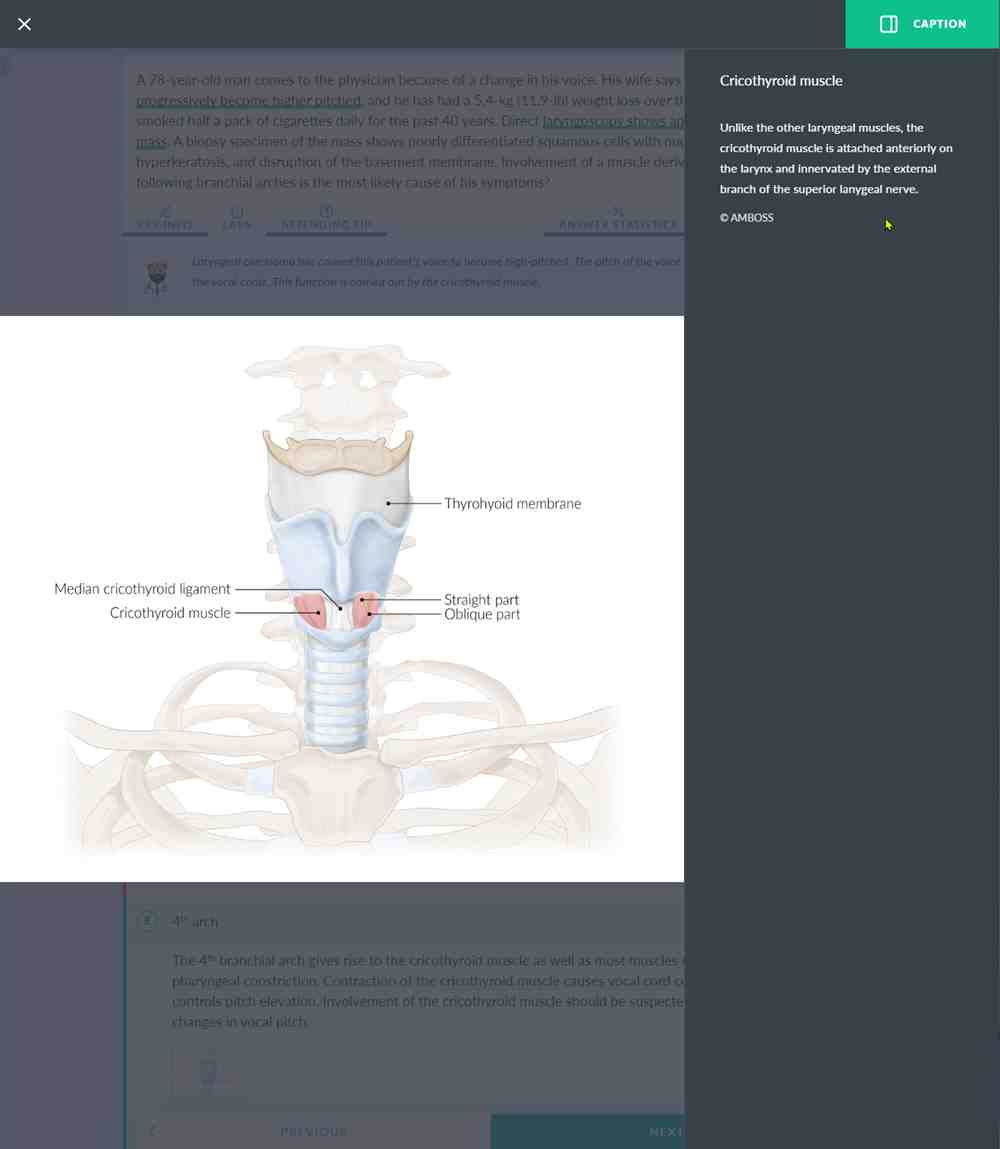 CAPTION
A 78-year-old man comes to the physician because of a change in his voice. His wife says
progressively become higher pitched, and he has had a 5.4-kg (11.9-lb) weight loss over th
smoked half a pack of cigarettes daily for the past 40 years. Direct laryngoscopy shows an
mass. A biopsy specimen of the mass shows poorly differentiated squamous cells with nuc
hyperkeratosis, and disruption of the basement membrane. Involvement of a muscle deriv
following branchial arches is the most likely cause of his symptoms?
KEY INFO
LABS
ATTENDING TIP
ANSWER STATISTICS
Laryngeal carcinoma has caused this patient's voice to become high-pitched. The pitch of the voice
the vocal cords. This function is carried out by the cricothyroid muscle.
Cricothyroid muscle
Unlike the other laryngeal muscles, the
cricothyroid muscle is attached anteriorly on
the larynx and innervated by the external
branch of the superior lanygeal nerve.
© AMBOSS
Thyrohyoid membrane
Median cricothyroid ligament
Cricothyroid muscle
Straight part
Oblique part
4th arch
The 4th branchial arch gives rise to the cricothyroid muscle as well as most muscles
pharyngeal constriction. Contraction of the cricothyroid muscle causes vocal cord c
controls pitch elevation. Involvement of the cricothyroid muscle should be suspecte
changes in vocal pitch.
PREVIOUS
NEXT